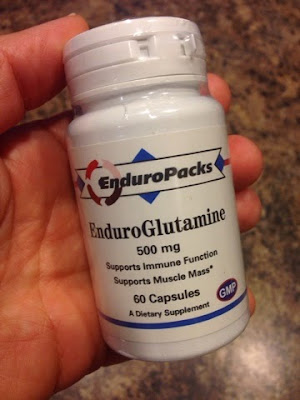 EnduroPacks
EnduroGlutamine
500 mg
Supports Immune Function
Supports Muscle Mass*
60 Capsules
GMP
A Dietary Supplement